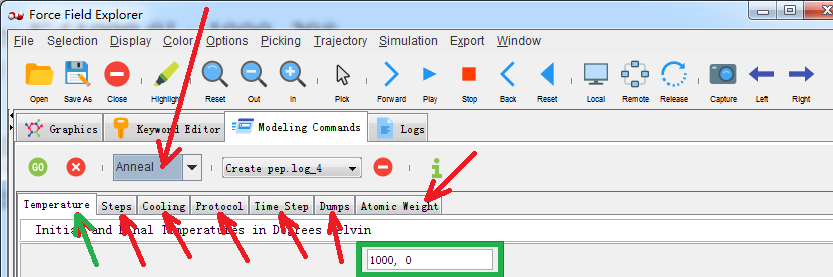 Force Field Explorer
File Selection Display Color Options Picking Trajectory Simulation Export Window
Open Save As Close Highlight Reset Out In Pick Forward Play Stop Back Reset Local Remote Release Capture Left Right
Graphics Keyword Editor Modeling Commands Logs
GO Anneal Create pep.log_4
Temperature Steps Cooling Protocol Time Step Dumps Atomic Weight
Initial and Final Temperatures in Degrees Kelvin
1000, 0